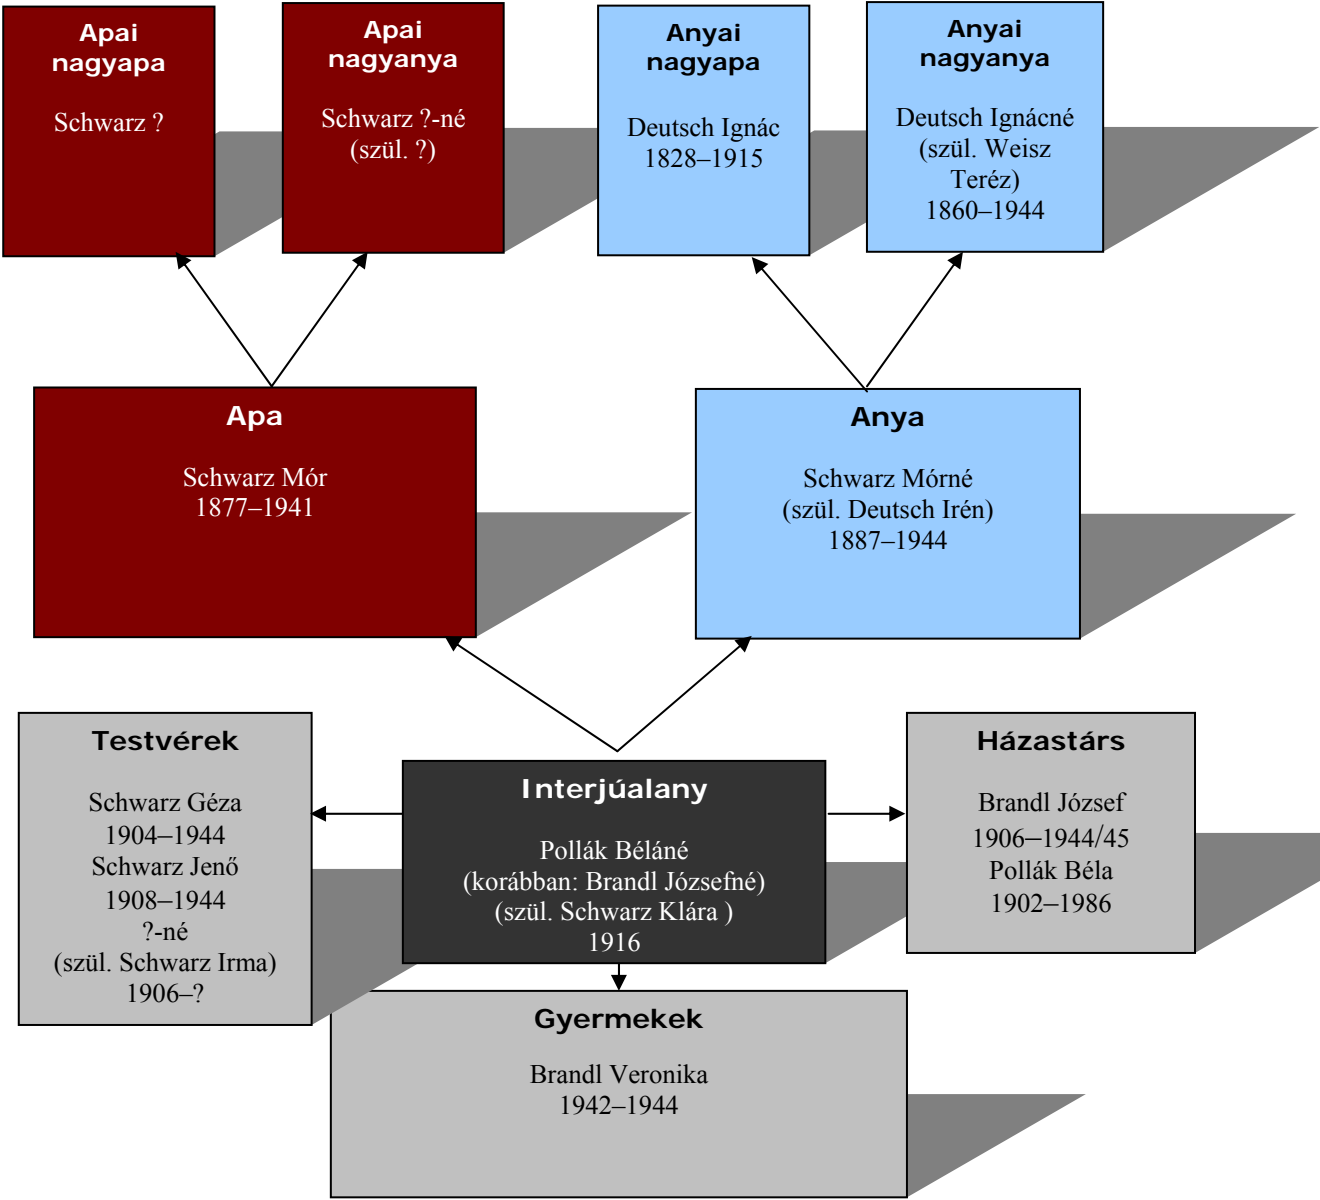 Apai
nagyapa
Schwarz ?
Apai
nagyanya
Schwarz ?-né
(szül. ?)
Anyai
nagyapa
Deutsch Ignác
1828–1915
Anyai
nagyanya
Deutsch Ignácné
(szül. Weisz
Teréz)
1860–1944
Apa
Schwarz Mór
1877–1941
Anya
Schwarz Mórné
(szül. Deutsch Irén)
1887–1944
Testvérek
Schwarz Géza
1904–1944
Schwarz Jenő
1908–1944
?-né
(szül. Schwarz Irma)
1906–?
Interjúalany
Pollák Béláné
(korábban: Brandl Józsefné)
(szül. Schwarz Klára )
1916
Házastárs
Brandl József
1906–1944/45
Pollák Béla
1902–1986
Gyermekek
Brandl Veronika
1942–1944